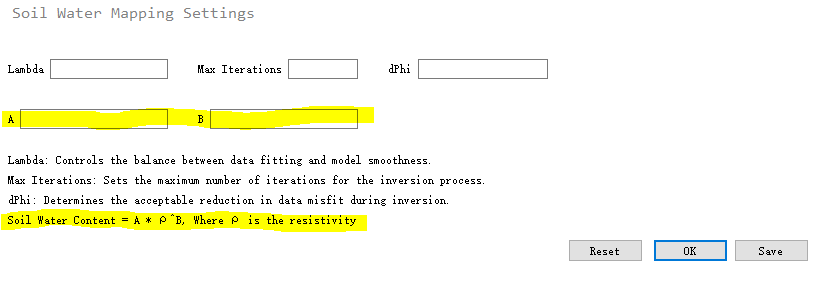 Soil Water Mapping Settings
Lambda Max Iterations dPhi
A B
Lambda: Controls the balance between data fitting and model smoothness.
Max Iterations: Sets the maximum number of iterations for the inversion process.
dPhi: Determines the acceptable reduction in data misfit during inversion.
Soil Water Content = A * ρ^B, Where ρ is the resistivity
Reset OK Save